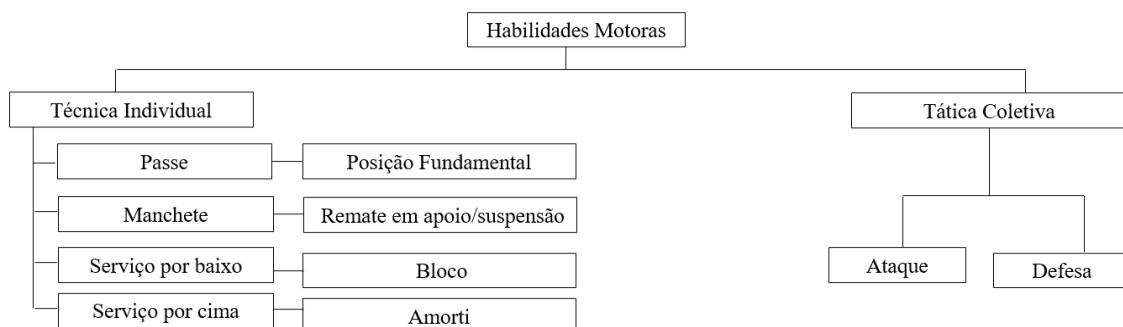 Habilidades Motoras
Técnica Individual
Tática Coletiva
Passe
Posição Fundamental
Manchete
Remate em apoio/suspensão
Serviço por baixo
Bloco
Serviço por cima
Amorti
Ataque
Defesa